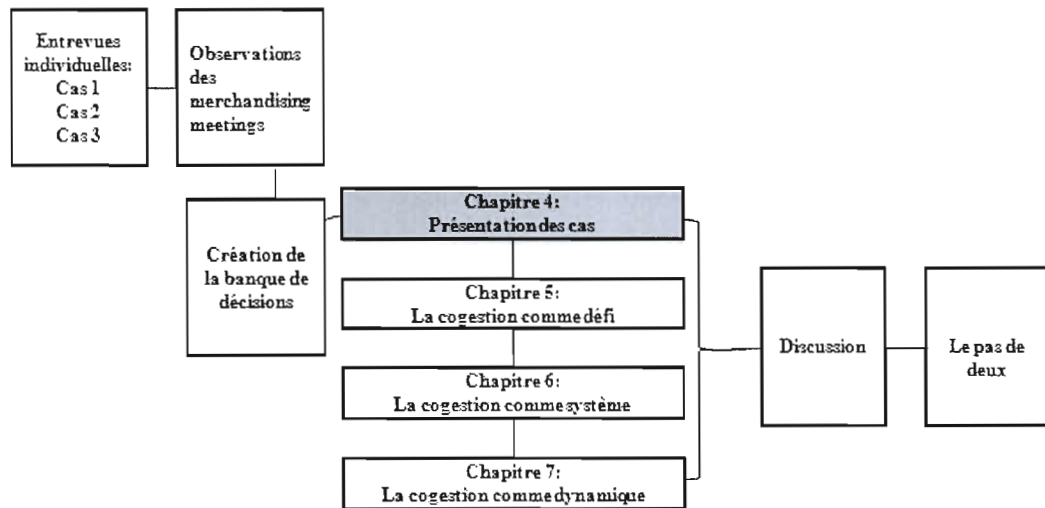 Entrevues
individuelles:
Cas 1
Cas 2
Cas 3
Observations
des
merchandising
meetings
Création de
la banque de
décisions
Chapitre 4:
Présentation des cas
Chapitre 5:
La cogestion comme défi
Chapitre 6:
La cogestion comme système
Chapitre 7:
La cogestion comme dynamique
Discussion
Le pas de
deux